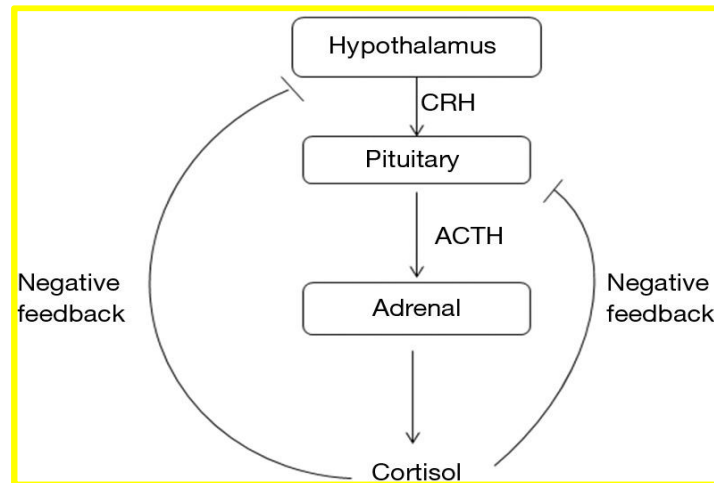 Hypothalamus
CRH
Pituitary
ACTH
Negative
feedback
Adrenal
Negative
feedback
Cortisol